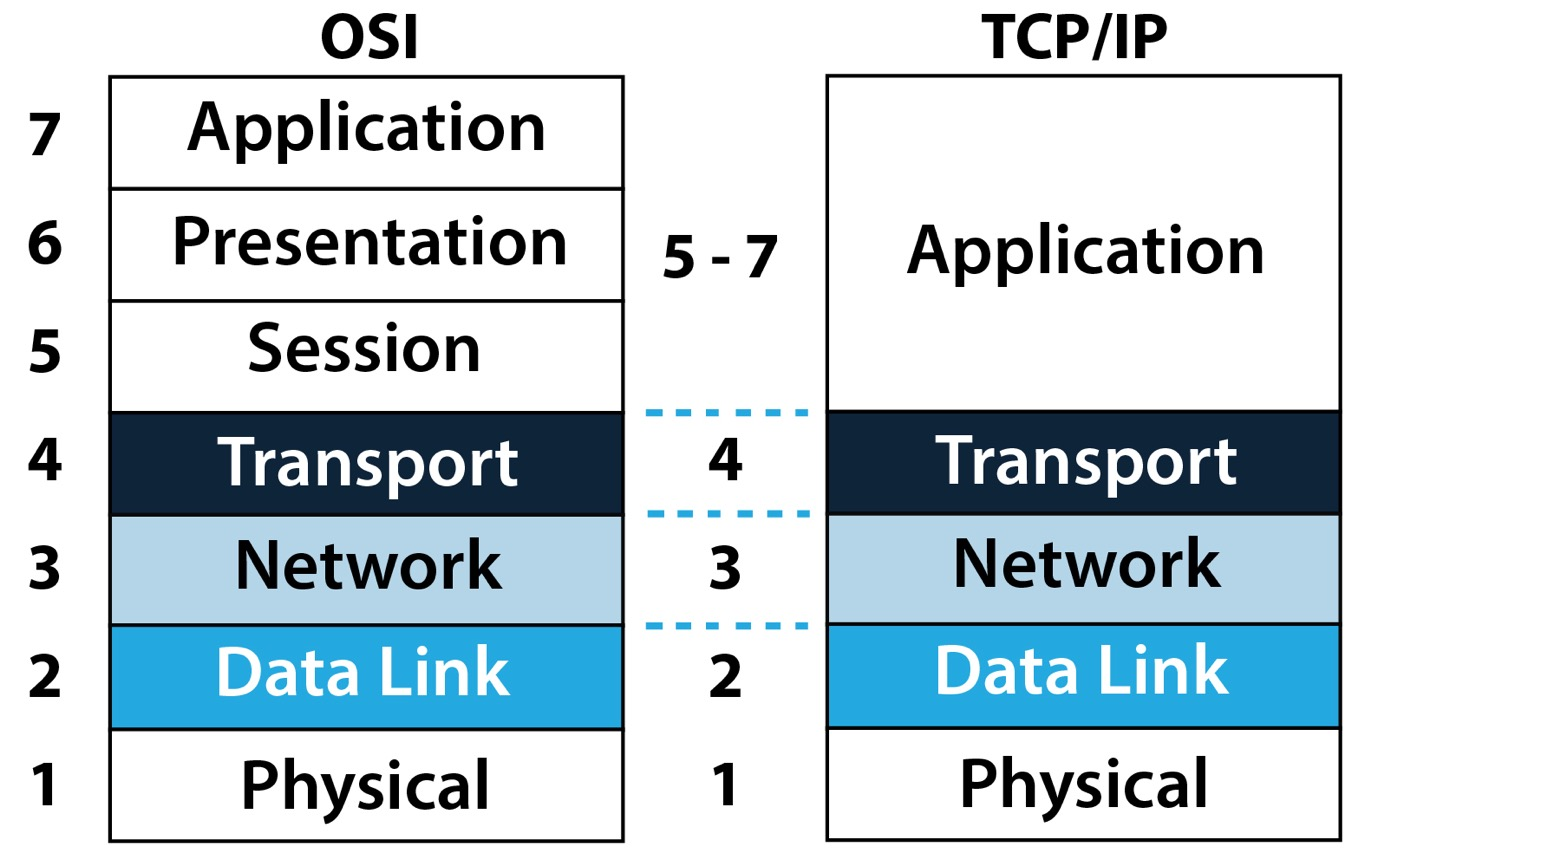 OSI
TCP/IP
7
Application
6
Presentation
5
Session
5 - 7
Application
4
Transport
4
Transport
3
Network
3
Network
2
Data Link
2
Data Link
1
Physical
1
Physical